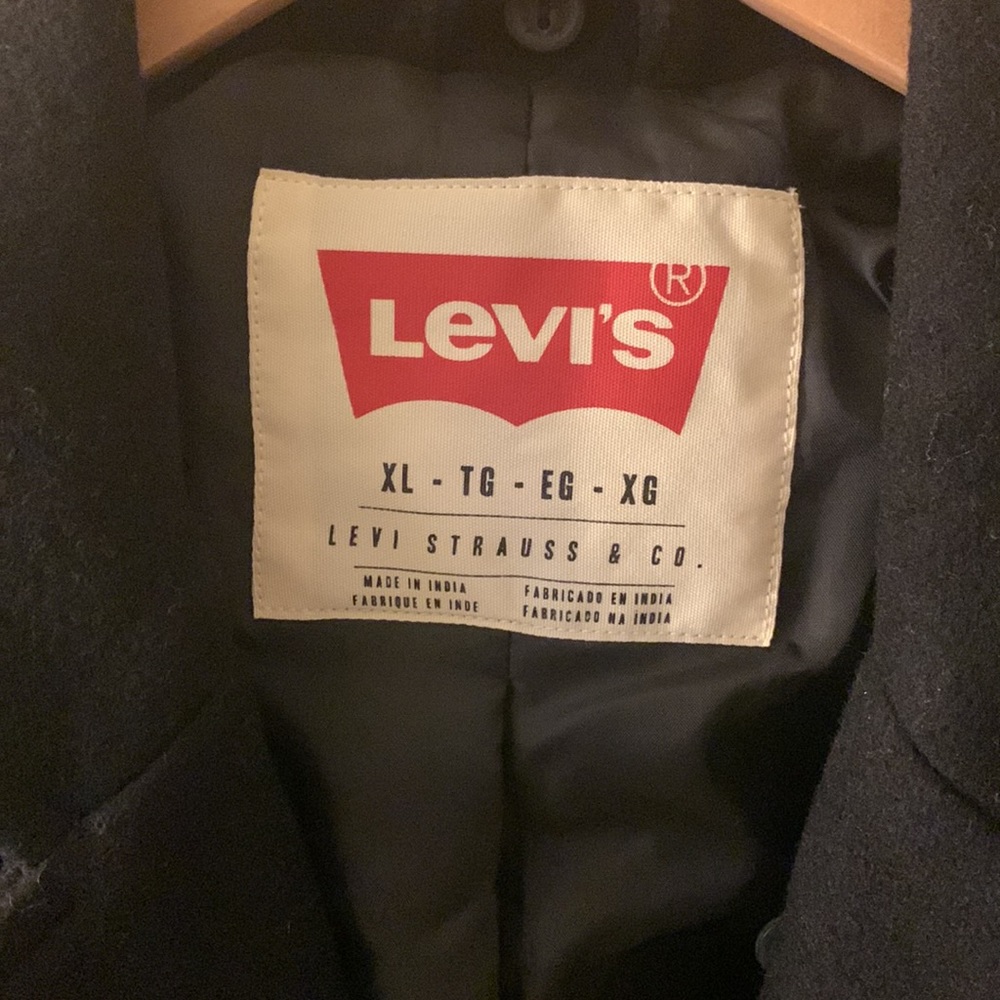 LEVI'S ®
XL - TG - EG - XG
LEVI STRAUSS & CO.
MADE IN INDIA
FABRIQUE EN INDE
FABRICADO EN INDIA
FABRICADO NA ÍNDIA